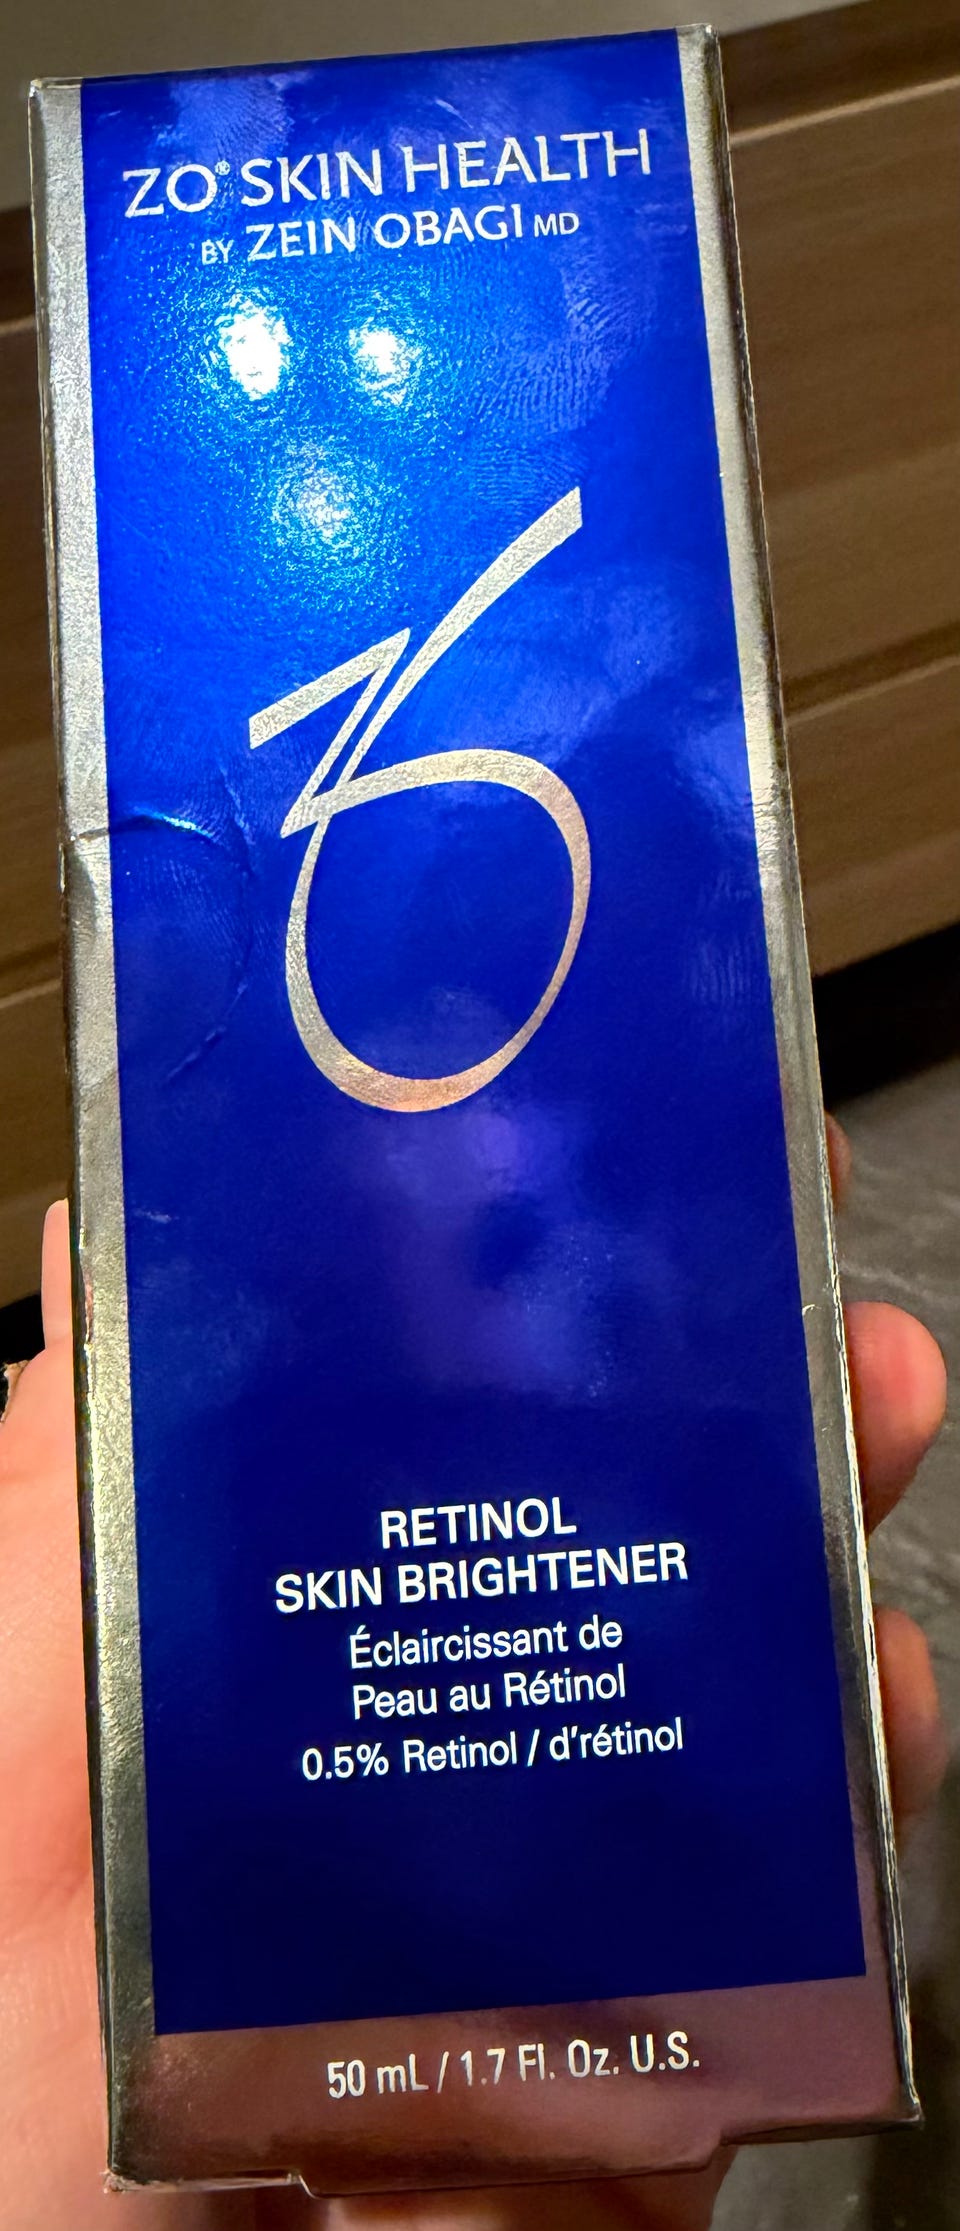 ZO® SKIN HEALTH
BY ZEIN OBAGI MD
ZO
RETINOL
SKIN BRIGHTENER
Éclaircissant de
Peau au Rétinol
0.5% Retinol / d'rétinol
50 mL / 1.7 Fl. Oz. U.S.